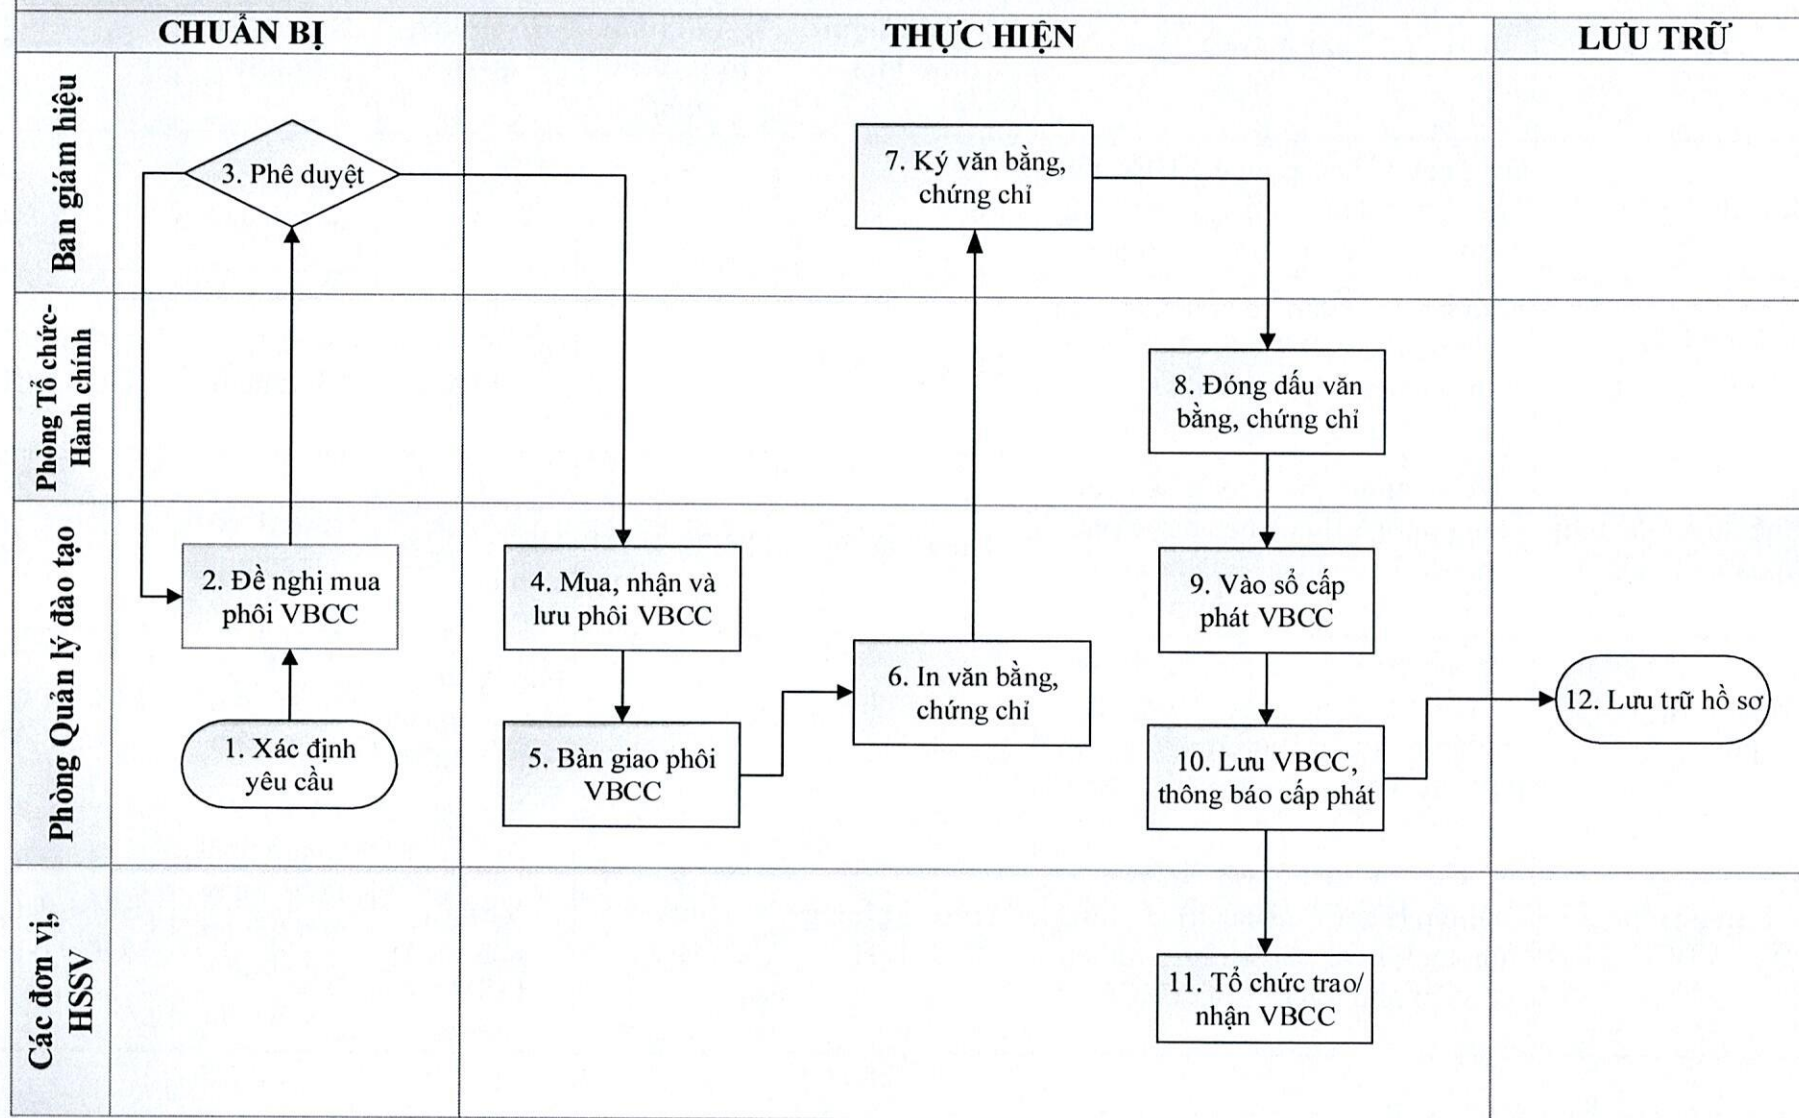 CHUẨN BỊ
THỰC HIỆN
LƯU TRỮ
Ban giám hiệu
3. Phê duyệt
7. Ký văn bằng,
chứng chỉ
Phòng Tổ chức-
Hành chính
8. Đóng dấu văn
bằng, chứng chỉ
Phòng Quản lý đào tạo
2. Đề nghị mua
phôi VBCC
4. Mua, nhận và
lưu phôi VBCC
9. Vào sổ cấp
phát VBCC
6. In văn bằng,
chứng chỉ
12. Lưu trữ hồ sơ
1. Xác định
yêu cầu
5. Bàn giao phôi
VBCC
10. Lưu VBCC,
thông báo cấp phát
Các đơn vị,
HSSV
11. Tổ chức trao/
nhận VBCC